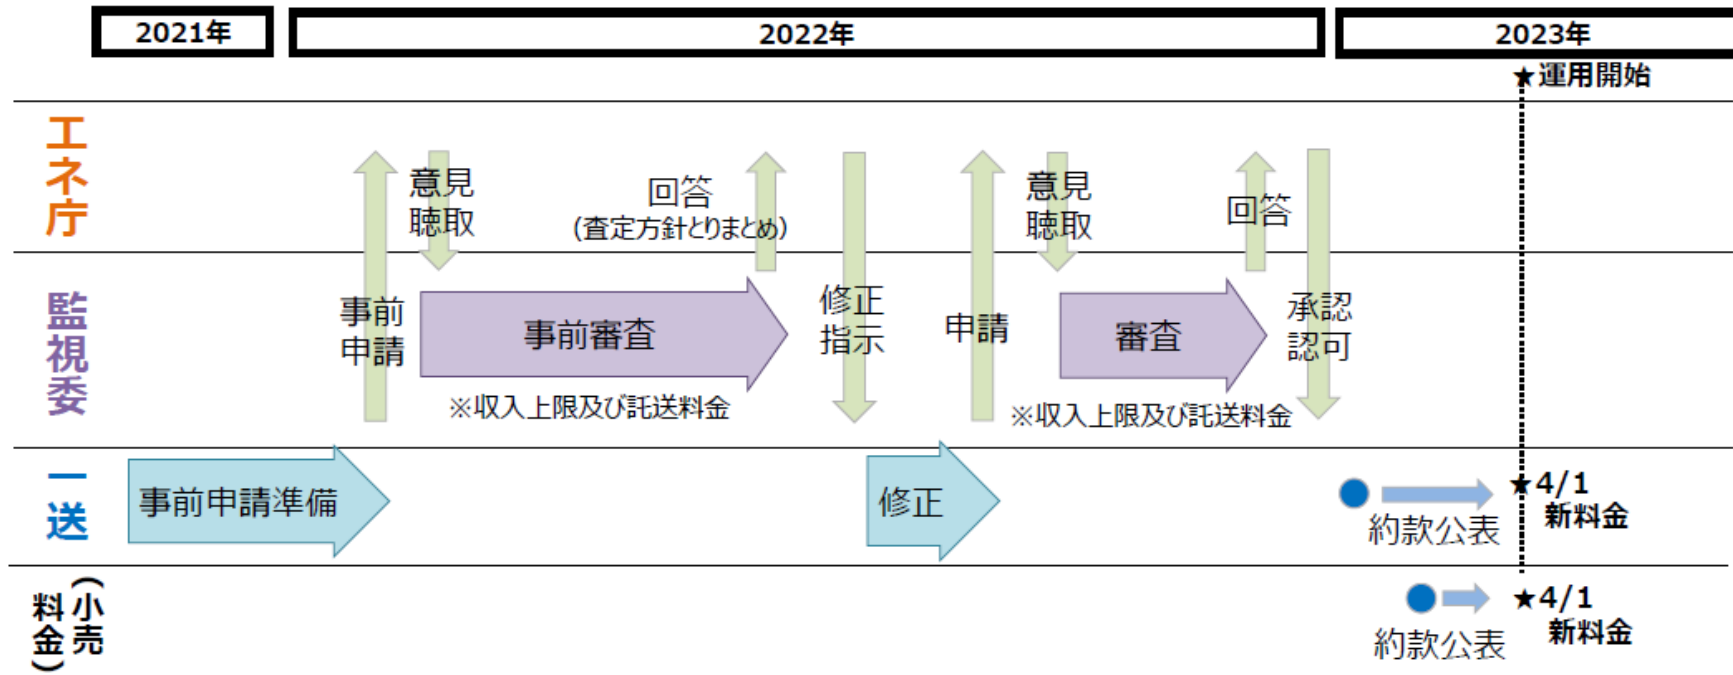 2021年
2022年
2023年
★運用開始
エネ庁
意見
聴取
回答
(査定方針とりまとめ)
意見
聴取
回答
監視委
事前
申請
事前審査
※収入上限及び託送料金
修正
指示
申請
審査
※収入上限及び託送料金
承認
認可
一送
事前申請準備
修正
約款公表
★4/1
新料金
(小売
料金)
約款公表
★4/1
新料金